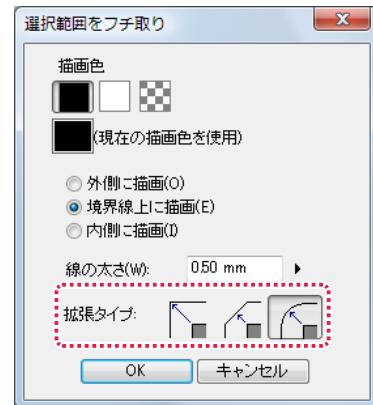 選択範囲をフチ取り
描画色
(現在の描画色を使用)
外側に描画(O)
境界線上に描画(E)
内側に描画(I)
線の太さ(W): 0.50 mm
拡張タイプ:
OK キャンセル